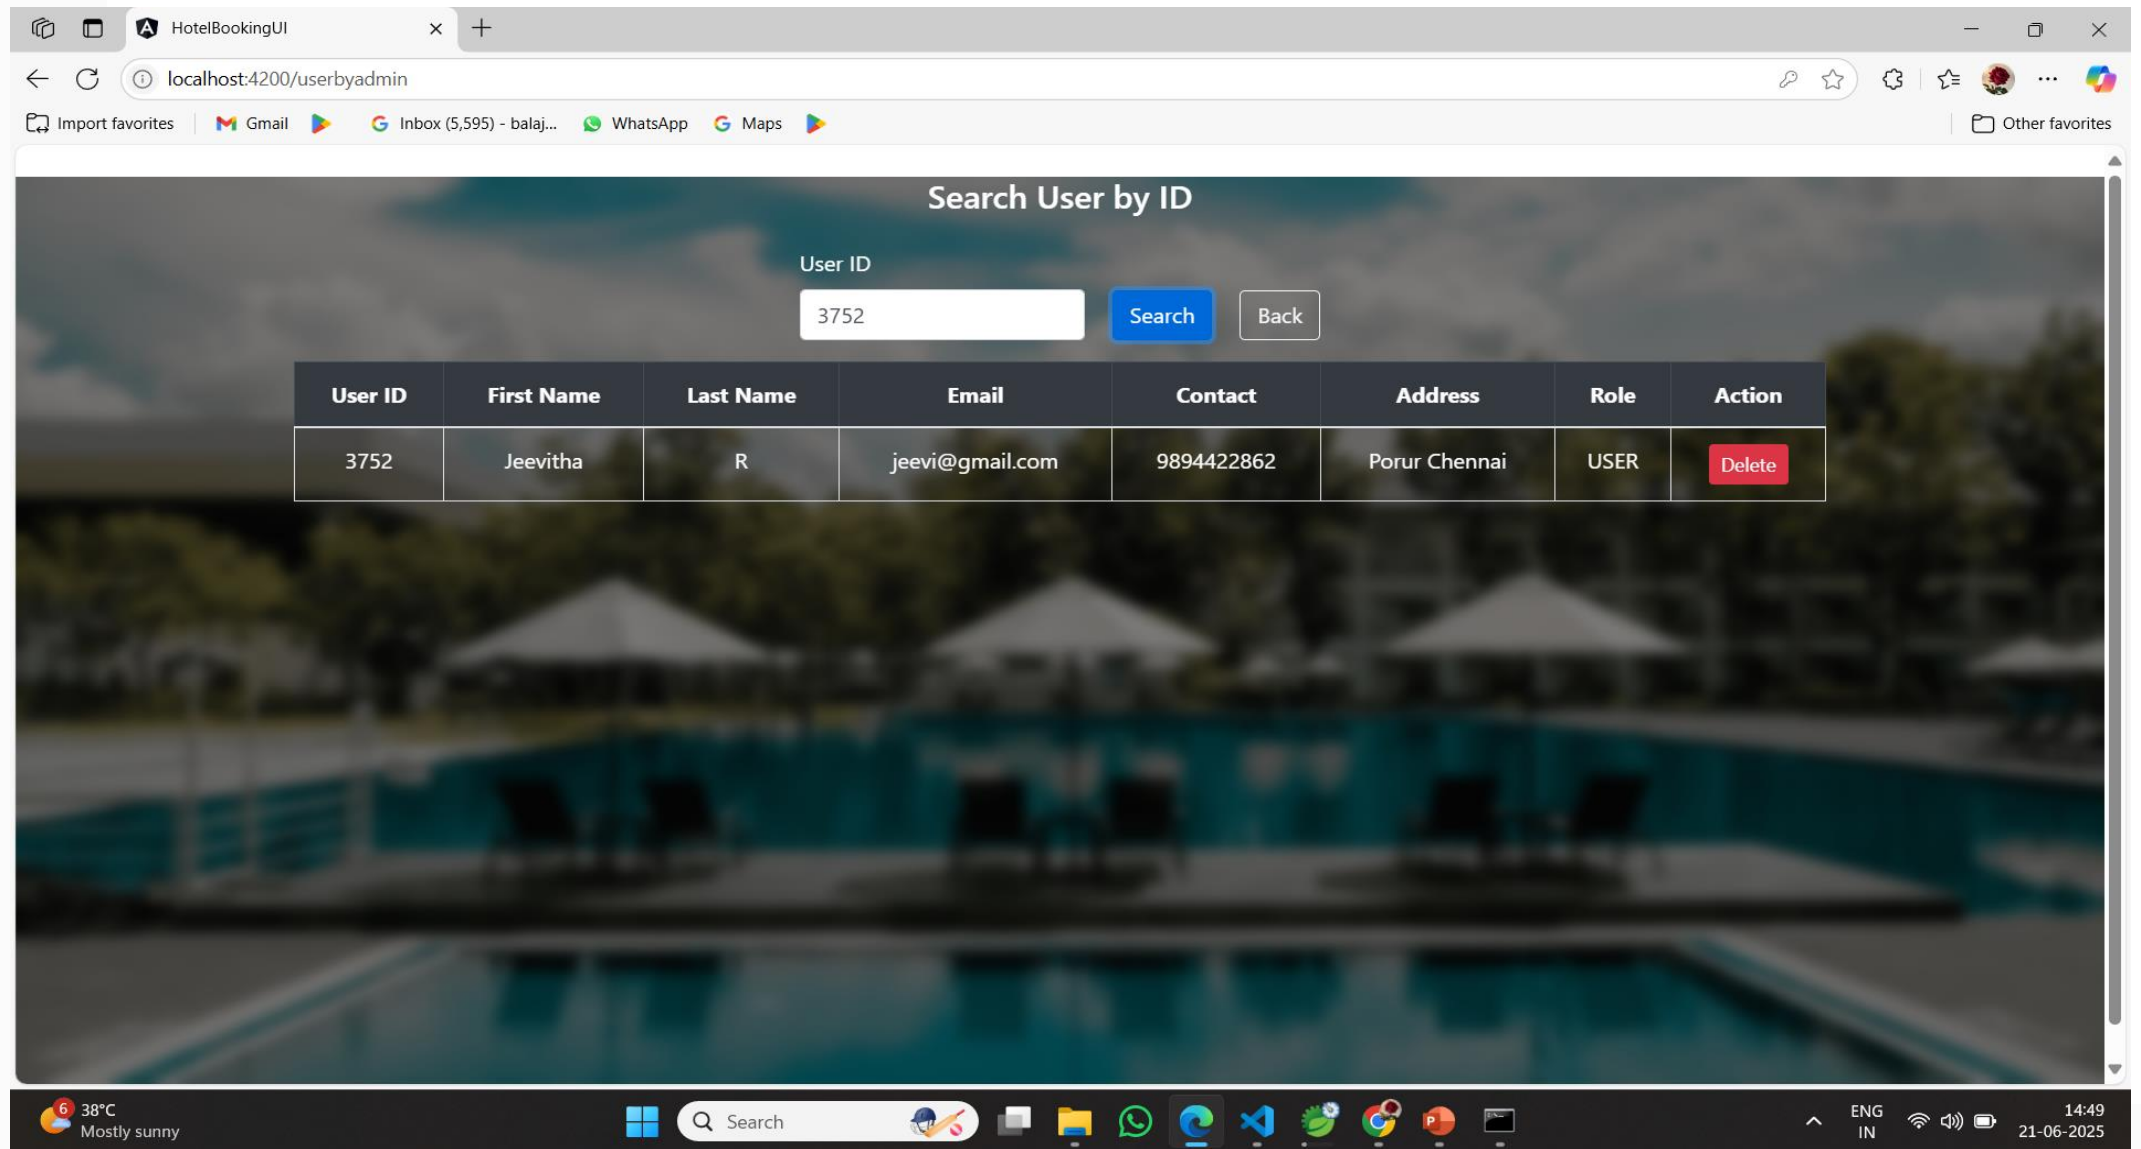 HotelBookingUI
localhost:4200/userbyadmin
Import favorites Gmail Inbox (5,595) - balaj... WhatsApp Maps Other favorites
Search User by ID
User ID
3752 Search Back
User ID First Name Last Name Email Contact Address Role Action
3752 Jeevitha R jeevi@gmail.com 9894422862 Porur Chennai USER Delete
6
38°C
Mostly sunny
Search
ENG
IN
14:49
21-06-2025